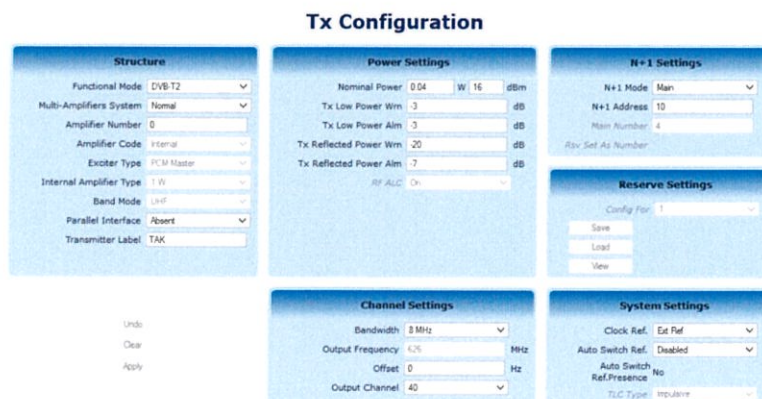 Tx Configuration
Structure
Functional Mode DVB-T2
Multi-Amplifiers System Normal
Amplifier Number 0
Amplifier Code Internal
Exciter Type PCM Master
Internal Amplifier Type 1 W
Band Mode UHF
Parallel Interface Absent
Transmitter Label TAK
Undo
Clear
Apply
Power Settings
Nominal Power 0.04 W 16 dBm
Tx Low Power Wrn -3 dB
Tx Low Power Alm -3 dB
Tx Reflected Power Wrn -20 dB
Tx Reflected Power Alm -7 dB
RF ALC On
Channel Settings
Bandwidth 8 MHz
Output Frequency 626 MHz
Offset 0 Hz
Output Channel 40
N+1 Settings
N+1 Mode Main
N+1 Address 10
Main Number 4
Rsv Set As Number
Reserve Settings
Config For 1
Save
Load
View
System Settings
Clock Ref. Ext Ref
Auto Switch Ref. Disabled
Auto Switch
Ref.Presence No
TLC Type Impulsive